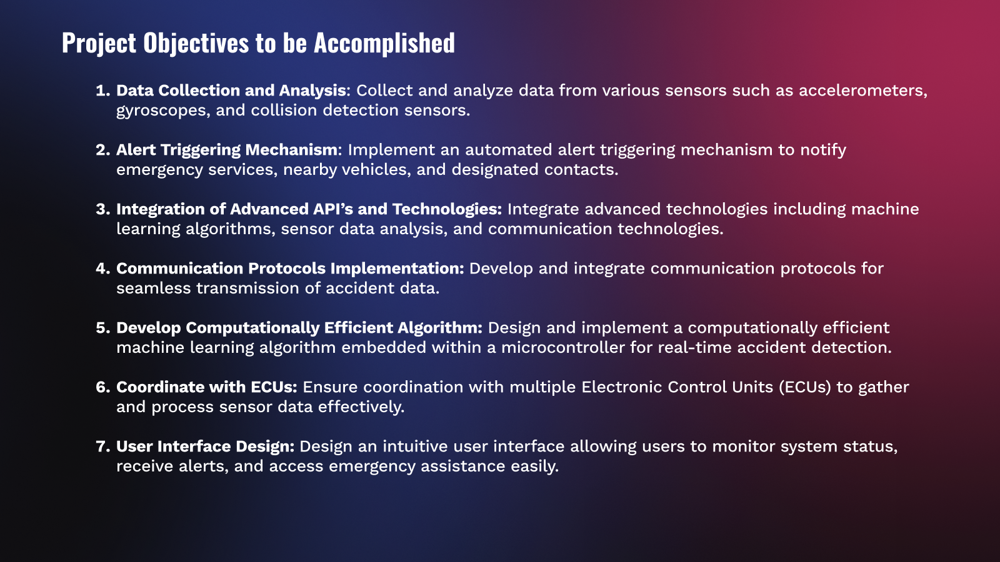 Project Objectives to be Accomplished
1. Data Collection and Analysis: Collect and analyze data from various sensors such as accelerometers,
gyroscopes, and collision detection sensors.
2. Alert Triggering Mechanism: Implement an automated alert triggering mechanism to notify
emergency services, nearby vehicles, and designated contacts.
3. Integration of Advanced API’s and Technologies: Integrate advanced technologies including machine
learning algorithms, sensor data analysis, and communication technologies.
4. Communication Protocols Implementation: Develop and integrate communication protocols for
seamless transmission of accident data.
5. Develop Computationally Efficient Algorithm: Design and implement a computationally efficient
machine learning algorithm embedded within a microcontroller for real-time accident detection.
6. Coordinate with ECUs: Ensure coordination with multiple Electronic Control Units (ECUs) to gather
and process sensor data effectively.
7. User Interface Design: Design an intuitive user interface allowing users to monitor system status,
receive alerts, and access emergency assistance easily.